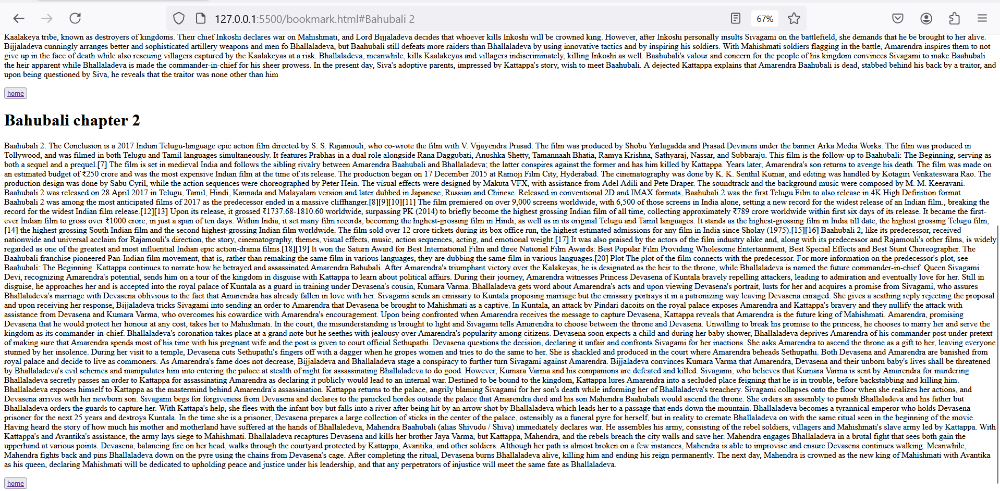 127.0.0.1:5500/bookmark.html#Bahubali 2
67%
Kaalakeya tribe, known as destroyers of kingdoms. Their chief Inkoshi declares war on Mahishmati, and Lord Bijjaladeva decides that whoever kills Inkoshi will be crowned king. However, after Inkoshi personally insults Sivagami on the battlefield, she demands that he be brought to her alive.
Bijjaladeva cunningly arranges better and sophisticated artillery weapons and men fo Bhallaladeva, but Baahubali still defeats more raiders than Bhallaladeva by using innovative tactics and by inspiring his soldiers. With Mahishmati soldiers flagging in the battle, Amarendra inspires them to not
give up in the face of death while also rescuing villagers captured by the Kaalakeyas at a risk. Bhallaladeva, meanwhile, kills Kaalakeyas and villagers indiscriminately, killing Inkoshi as well. Baahubali's valour and concern for the people of his kingdom convinces Sivagami to make Baahubali
the heir apparent while Bhallaladeva is made the commander-in-chief for his sheer prowess. In the present day, Siva's adoptive parents, impressed by Kattappa's story, wish to meet Baahubali. A dejected Kattappa explains that Amarendra Baahubali is dead, stabbed behind his back by a traitor, and
upon being questioned by Siva, he reveals that the traitor was none other than him
home
Bahubali chapter 2
Baahubali 2: The Conclusion is a 2017 Indian Telugu-language epic action film directed by S. S. Rajamouli, who co-wrote the film with V. Vijayendra Prasad. The film was produced by Shobu Yarlagadda and Prasad Devineni under the banner Arka Media Works. The film was produced in
Tollywood, and was filmed in both Telugu and Tamil languages simultaneously. It features Prabhas in a dual role alongside Rana Daggubati, Anushka Shetty, Tamannaah Bhatia, Ramya Krishna, Sathyaraj, Nassar, and Subbaraju. This film is the follow-up to Baahubali: The Beginning, serving as
both a sequel and a prequel.[7] The film is set in medieval India and follows the sibling rivalry between Amarendra Baahubali and Bhallaladeva; the latter conspires against the former and has him killed by Kattappa. Years later, Amarendra's son returns to avenge his death. The film was made on
an estimated budget of ₹250 crore and was the most expensive Indian film at the time of its release. The production began on 17 December 2015 at Ramoji Film City, Hyderabad. The cinematography was done by K. K. Senthil Kumar, and editing was handled by Kotagiri Venkateswara Rao. The
production design was done by Sabu Cyril, while the action sequences were choreographed by Peter Hein. The visual effects were designed by Makuta VFX, with assistance from Adel Adili and Pete Draper. The soundtrack and the background music were composed by M. M. Keeravani.
Baahubali 2 was released on 28 April 2017 in Telugu, Tamil, Hindi, Kannada and Malayalam version and later dubbed in Japanese, Russian and Chinese. Released in conventional 2D and IMAX formats, Baahubali 2 was the first Telugu Film to also release in 4K High Definition format.
Baahubali 2 was among the most anticipated films of 2017 as the predecessor ended in a massive cliffhanger.[8][9][10][11] The film premiered on over 9,000 screens worldwide, with 6,500 of those screens in India alone, setting a new record for the widest release of an Indian film., breaking the
record for the widest Indian film release.[12][13] Upon its release, it grossed ₹1737.68-1810.60 worldwide, surpassing PK (2014) to briefly become the highest grossing Indian film of all time, collecting approximately ₹789 crore worldwide within first six days of its release. It became the first-
ever Indian film to gross over ₹1000 crore, in just a span of ten days. Within India, it set many film records, becoming the highest-grossing film in Hindi, as well as in its original Telugu and Tamil languages. It stands as the highest-grossing film in India till date, the highest grossing Telugu film,
[14] the highest grossing South Indian film and the second highest-grossing Indian film worldwide. The film sold over 12 crore tickets during its box office run, the highest estimated admissions for any film in India since Sholay (1975).[15][16] Baahubali 2, like its predecessor, received
nationwide and universal acclaim for Rajamouli's direction, the story, cinematography, themes, visual effects, music, action sequences, acting, and emotional weight.[17] It was also praised by the actors of the film industry alike and, along with its predecessor and Rajamouli's other films, is widely
regarded as one of the greatest and most influential Indian epic action-drama films.[18][19] It won the Saturn Award for Best International Film and three National Film Awards: Best Popular Film Providing Wholesome Entertainment, Best Special Effects and Best Stunt Choreographer. The
Baahubali franchise pioneered Pan-Indian film movement, that is, rather than remaking the same film in various languages, they are dubbing the same film in various languages.[20] Plot The plot of the film connects with the predecessor. For more information on the predecessor's plot, see
Baahubali: The Beginning. Kattappa continues to narrate how he betrayed and assassinated Amarendra Bahubali. After Amarendra's triumphant victory over the Kalakeyas, he is designated as the heir to the throne, while Bhallaladeva is named the future commander-in-chief. Queen Sivagami
Devi, recognizing Amarendra's potential, sends him on a tour of the kingdom in disguise with Kattappa to learn about political affairs. During their journey, Amarendra witnesses Princess Devasena of Kuntala bravely repelling attackers, leading to admiration and eventually love for her. Still in
disguise, he approaches her and is accepted into the royal palace of Kuntala as a guard in training under Devasena's cousin, Kumara Varma. Bhallaladeva gets word about Amarendra's acts and upon viewing Devasena's portrait, lusts for her and acquires a promise from Sivagami, who assures
Bhallaladeva's marriage with Devasena oblivious to the fact that Amarendra has already fallen in love with her. Sivagami sends an emissary to Kuntala proposing marriage but the emissary portrays it in a patronizing way leaving Devasena enraged. She gives a scathing reply rejecting the proposal
and upon receiving her response, Bijjaladeva tricks Sivagami into sending an order to Amarendra that Devasena be brought to Mahishmati as a captive. In Kuntala, an attack by Pindari dacoits on the royal palace exposes Amarendra and Kattappa's bravery and they nullify the attack with
assistance from Devasena and Kumara Varma, who overcomes his cowardice with Amarendra's encouragement. Upon being confronted when Amarendra receives the message to capture Devasena, Kattappa reveals that Amarendra is the future king of Mahishmati. Amarendra, promising
Devasena that he would protect her honour at any cost, takes her to Mahishmati. In the court, the misunderstanding is brought to light and Sivagami tells Amarendra to choose between the throne and Devasena. Unwilling to break his promise to the princess, he chooses to marry her and serve the
kingdom as its commander-in-chief. Bhallaladeva's coronation takes place at a grand note but he seethes with jealousy over Amarendra's popularity among citizens. Devasena soon expects a child and during her baby shower, Bhallaladeva deprives Amarendra of his commander post under pretext
of making sure that Amarendra spends most of his time with his pregnant wife and the post is given to court official Sethupathi. Devasena questions the decision, declaring it unfair and confronts Sivagami for her inactions. She asks Amarendra to ascend the throne as a gift to her, leaving everyone
stunned by her insolence. During her visit to a temple, Devasena cuts Sethupathi's fingers off with a dagger when he gropes women and tries to do the same to her. She is shackled and produced in the court where Amarendra beheads Sethupathi. Both Devasena and Amarendra are banished from
royal palace and decide to live as commoners. As Amarendra's fame does not decrease, Bijjaladeva and Bhallaladeva stage a conspiracy to further turn Sivagami against Amarendra. Bijjaladeva convinces Kumara Varma that Amarendra, Devasena and their unborn baby's lives shall be threatened
by Bhallaladeva's evil schemes and manipulates him into entering the palace at stealth of night for assassinating Bhallaladeva to do good. However, Kumara Varma and his companions are defeated and killed. Sivagami, who believes that Kumara Varma is sent by Amarendra for murdering
Bhallaladeva secretly passes an order to Kattappa for assassinating Amarendra as declaring it publicly would lead to an internal war. Destined to be bound to the kingdom, Kattappa lures Amarendra into a secluded place feigning that he is in trouble, before backstabbing and killing him.
Bhallaladeva exposes himself to Kattappa as the mastermind behind Amarendra's assassination. Kattappa returns to the palace, angrily blaming Sivagami for her son's death while informing her of Bhallaladeva's treachery. Sivagami collapses onto the floor when she realizes her actions, and
Devasena arrives with her newborn son. Sivagami begs for forgiveness from Devasena and declares to the panicked hordes outside the palace that Amarendra died and his son Mahendra Baahubali would ascend the throne. She orders an assembly to punish Bhallaladeva and his father but
Bhallaladeva orders the guards to capture her. With Kattapa's help, she flees with the infant boy but falls into a river after being hit by an arrow shot by Bhallaladeva which leads her to a passage that ends down the mountain. Bhallaladeva becomes a tyrannical emperor who holds Devasena
prisoner for the next 25 years and destroys Kuntala. In the time she is a prisoner, Devasena prepares a large collection of sticks in the center of the palace, ostensibly as a funeral pyre for herself, but in reality to cremate Bhallaladeva on with the same ritual seen in the beginning of the movie.
Having heard the story of how much his mother and motherland have suffered at the hands of Bhallaledeva, Mahendra Baahubali (alias Shivudu / Shiva) immediately declares war. He assembles his army, consisting of the rebel soldiers, villagers and Mahishmati's slave army led by Kattappa. With
Kattappa's and Avantika's assistance, the army lays siege to Mahishmati. Bhallaladeva recaptures Devasena and kills her brother Jaya Varma, but Kattappa, Mahendra, and the rebels breach the city walls and save her. Mahendra engages Bhallaladeva in a brutal fight that sees both gain the
upperhand at various points. Devasena, balancing fire on her head, walks through the courtyard protected by Kattappa, Avantika, and other soldiers. Although her path is almost broken on a few instances, Mahendra is able to improvise and ensure Devasena continues walking. Meanwhile,
Mahendra fights back and pins Bhallaladeva down on the pyre using the chains from Devasena's cage. After completing the ritual, Devasena burns Bhallaladeva alive, killing him and ending his reign permanently. The next day, Mahendra is crowned as the new king of Mahishmati with Avantika
as his queen, declaring Mahishmati will be dedicated to upholding peace and justice under his leadership, and that any perpetrators of injustice will meet the same fate as Bhallaladeva.
home